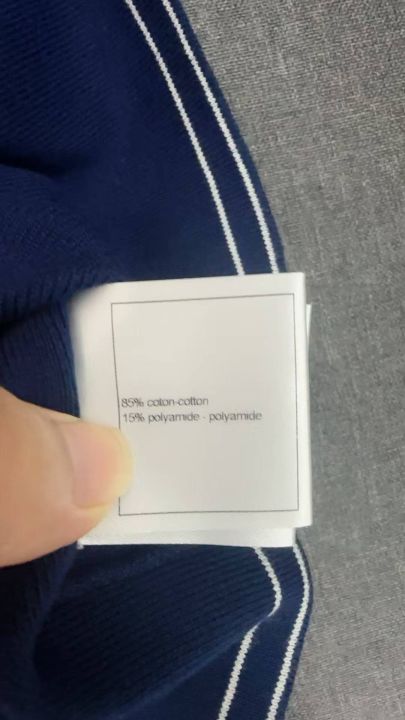 85% coton-cotton
15% polyamide - polyamide